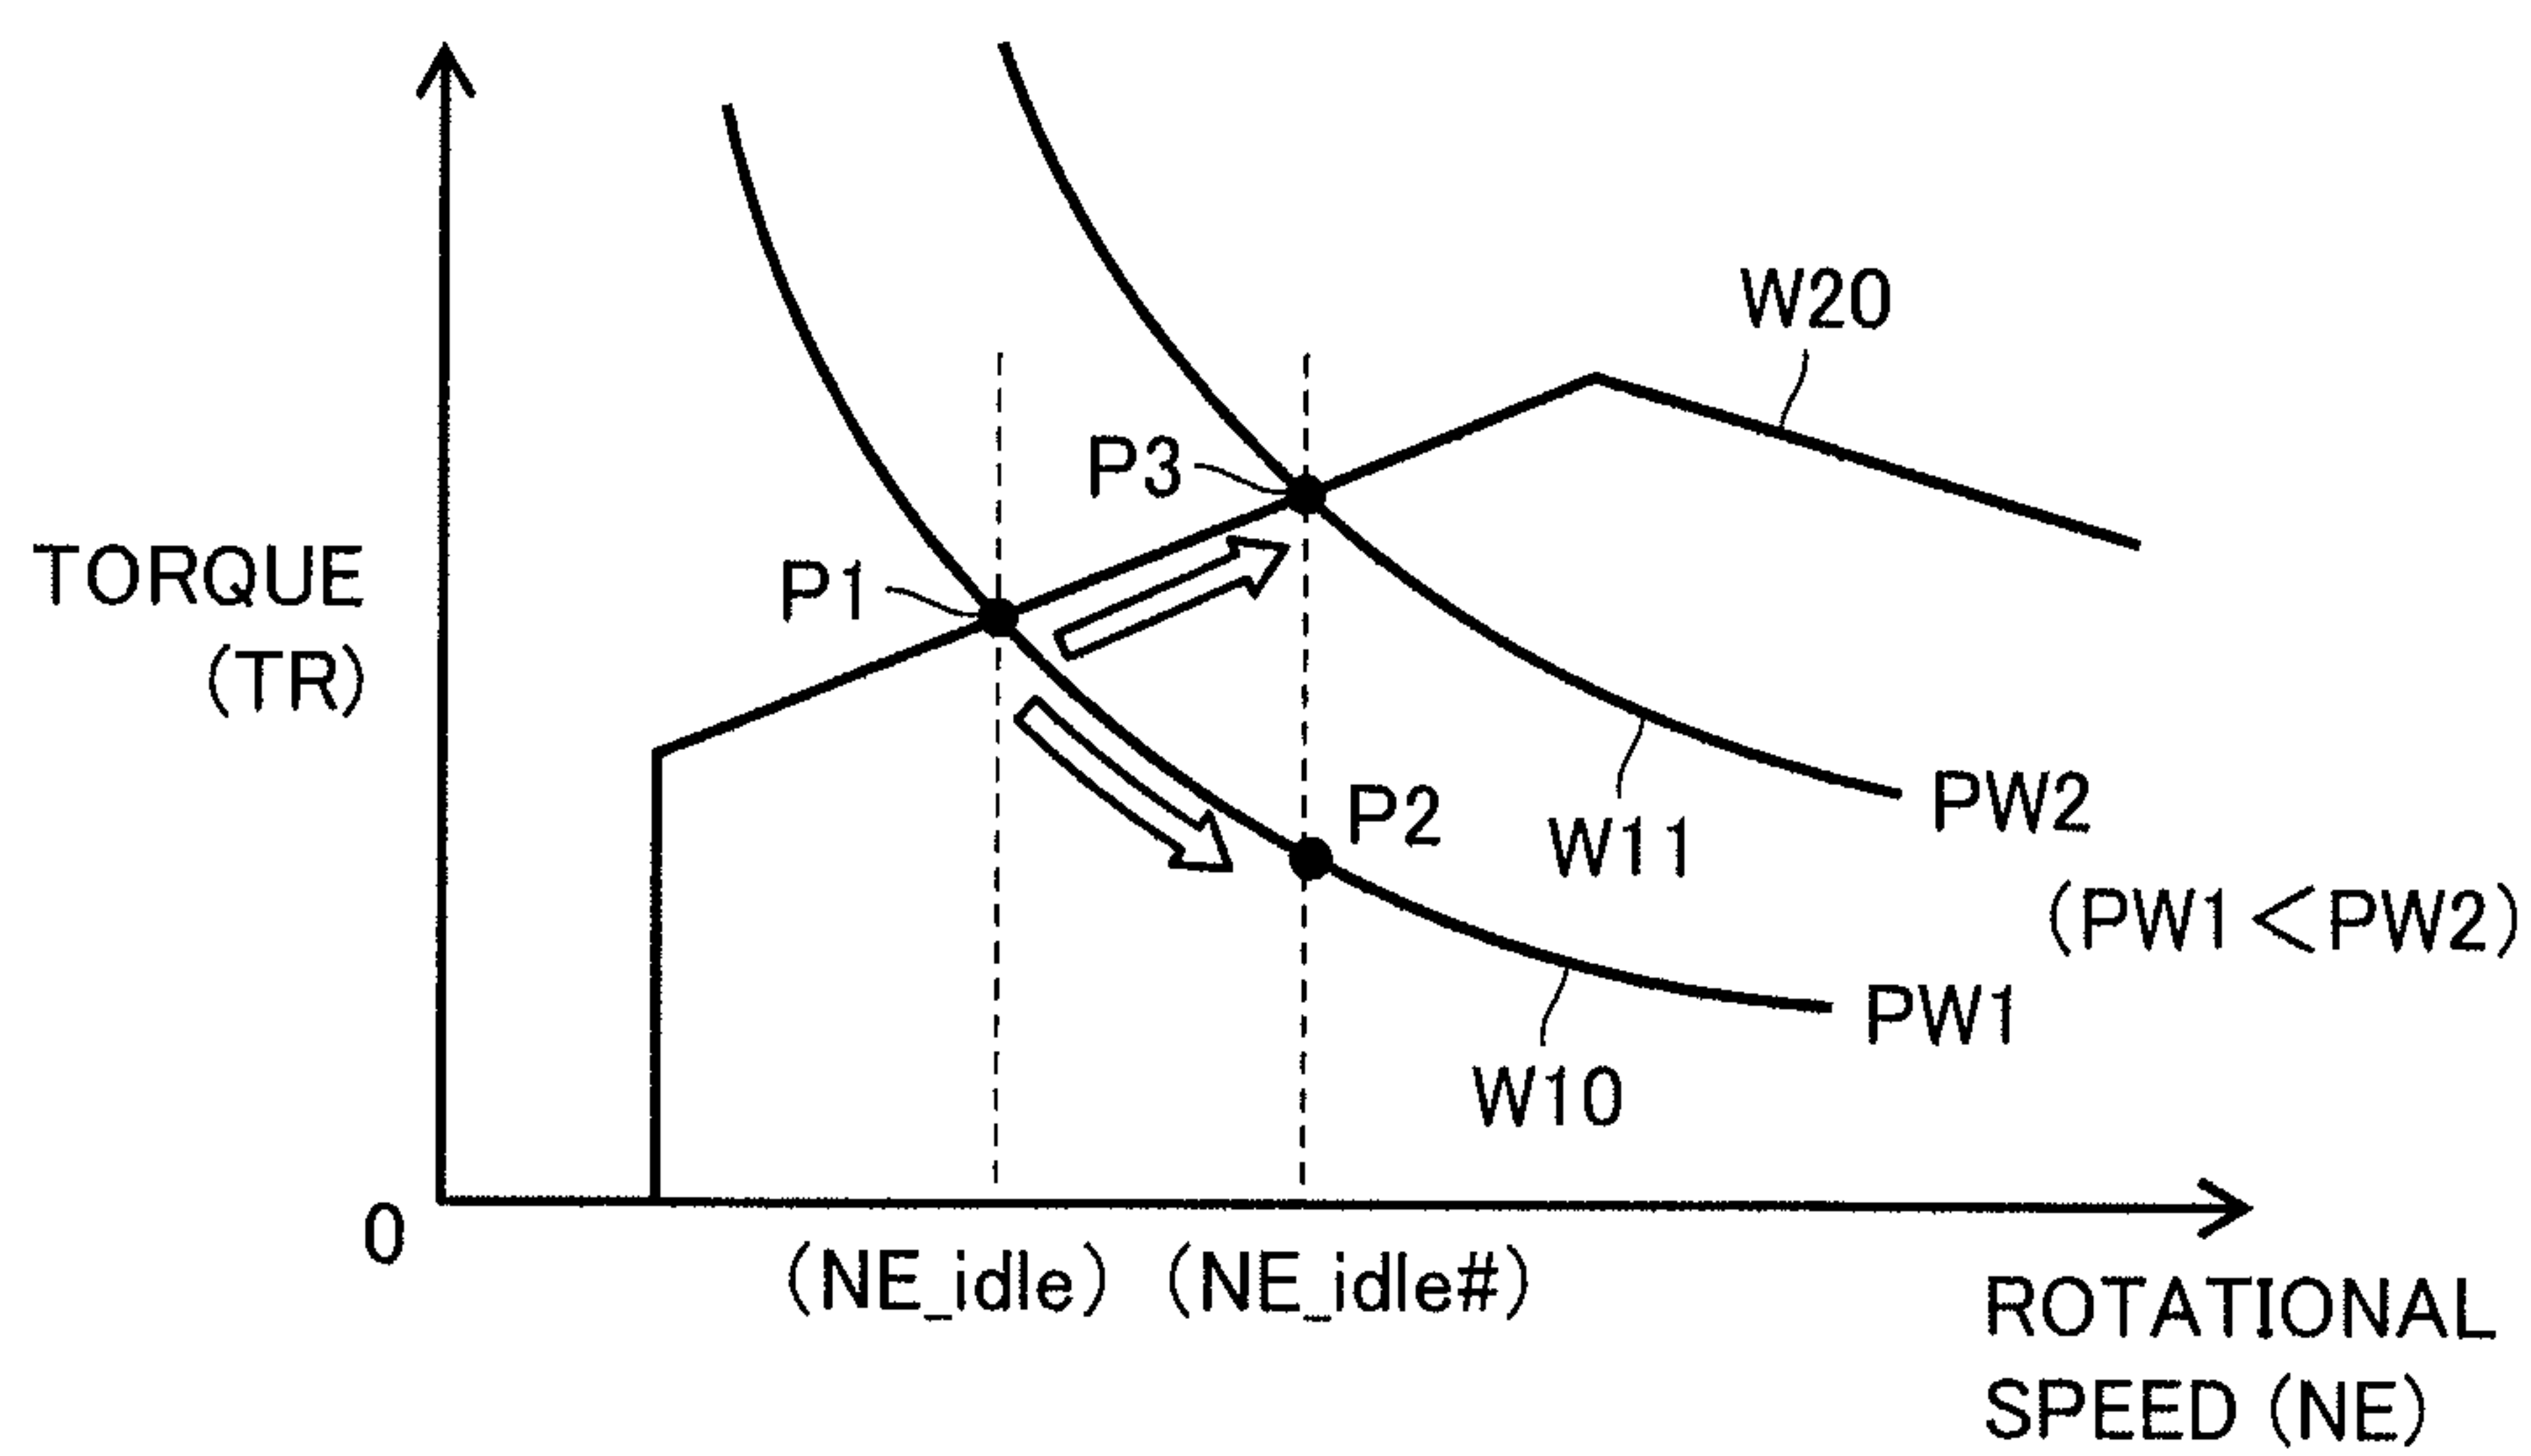 W20
P3
TORQUE
(TR)
P1
P2
PW2
W11
(PW1<PW2)
PW1
W10
0
(NE_idle) (NE_idle#)
ROTATIONAL
SPEED (NE)